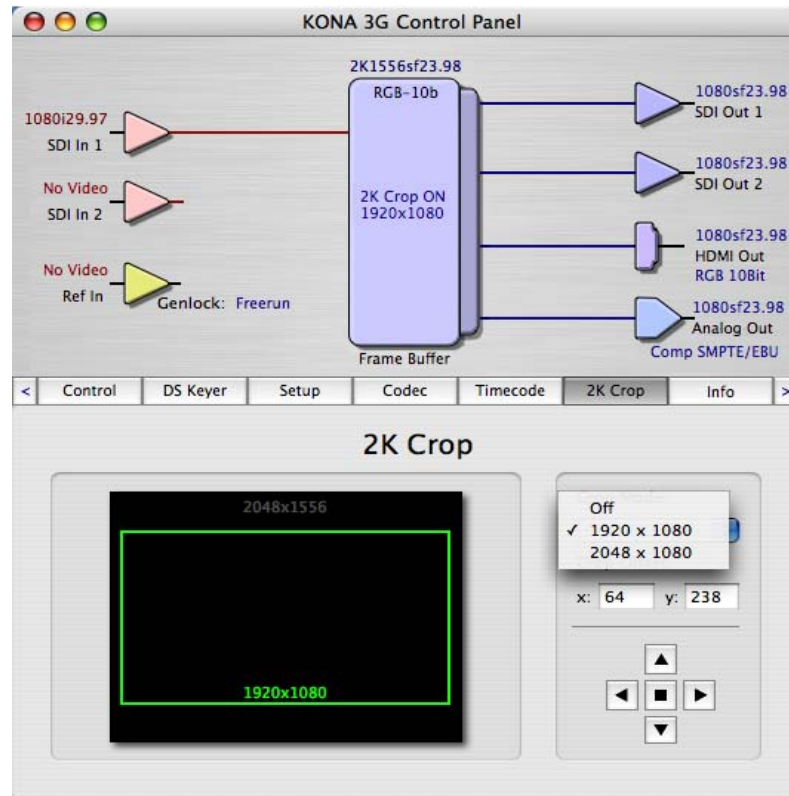 KONA 3G Control Panel
2K1556sf23.98
RGB-10b
2K Crop ON
1920x1080
Frame Buffer
1080i29.97
SDI In 1
No Video
SDI In 2
No Video
Ref In
Genlock: Freerun
1080sf23.98
SDI Out 1
1080sf23.98
SDI Out 2
1080sf23.98
HDMI Out
RGB 10Bit
1080sf23.98
Analog Out
Comp SMPTE/EBU
< Control DS Keyer Setup Codec Timecode 2K Crop Info >
2K Crop
2048x1556
1920x1080
Off
✓ 1920 x 1080
2048 x 1080
x: 64 y: 238